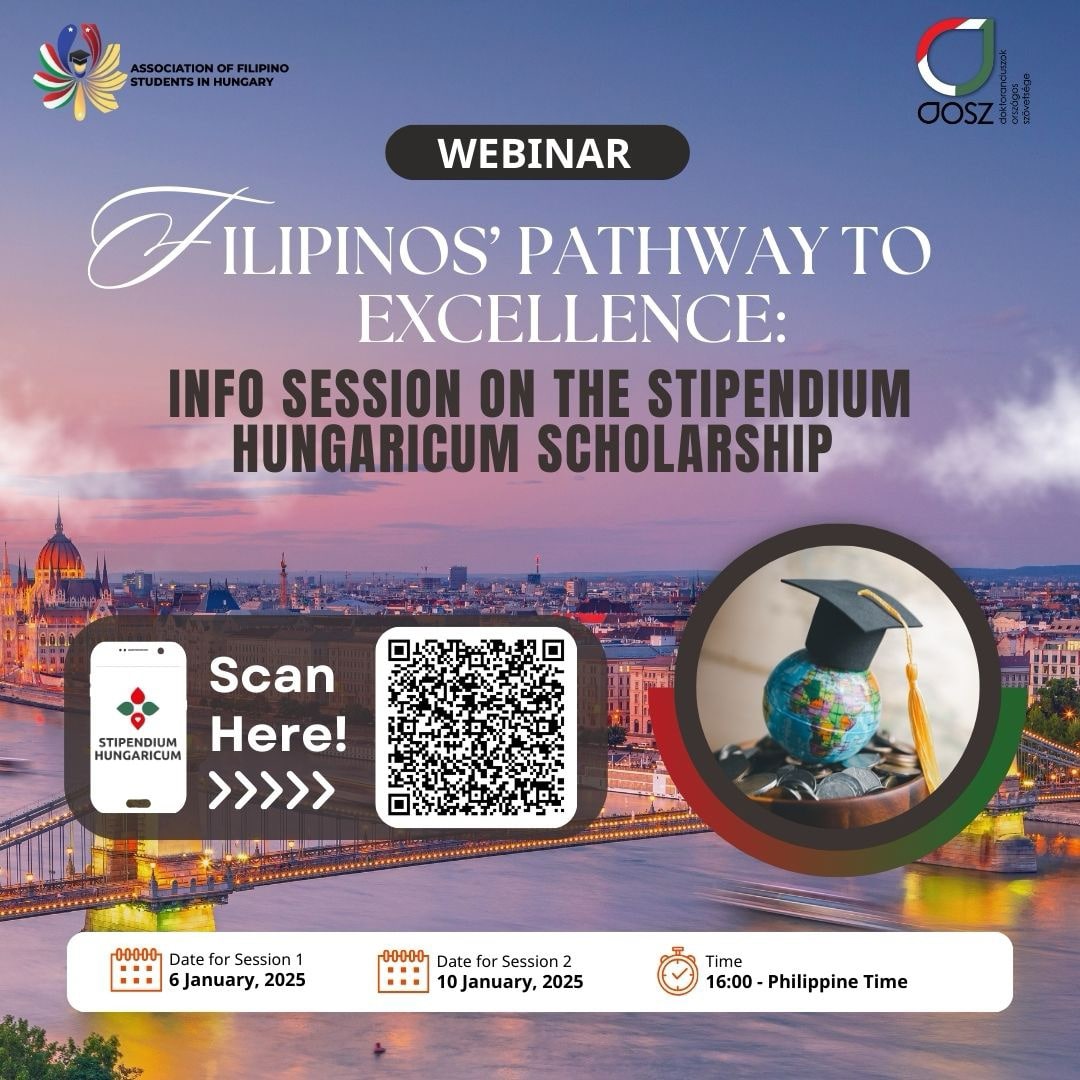 ASSOCIATION OF FILIPINO
STUDENTS IN HUNGARY
DOSZ
doktoranduszok
országos
szövetsége
WEBINAR
FILIPINOS' PATHWAY TO
EXCELLENCE:
INFO SESSION ON THE STIPENDIUM
HUNGARICUM SCHOLARSHIP
STIPENDIUM
HUNGARICUM
Scan
Here!
Date for Session 1
6 January, 2025
Date for Session 2
10 January, 2025
Time
16:00 - Philippine Time